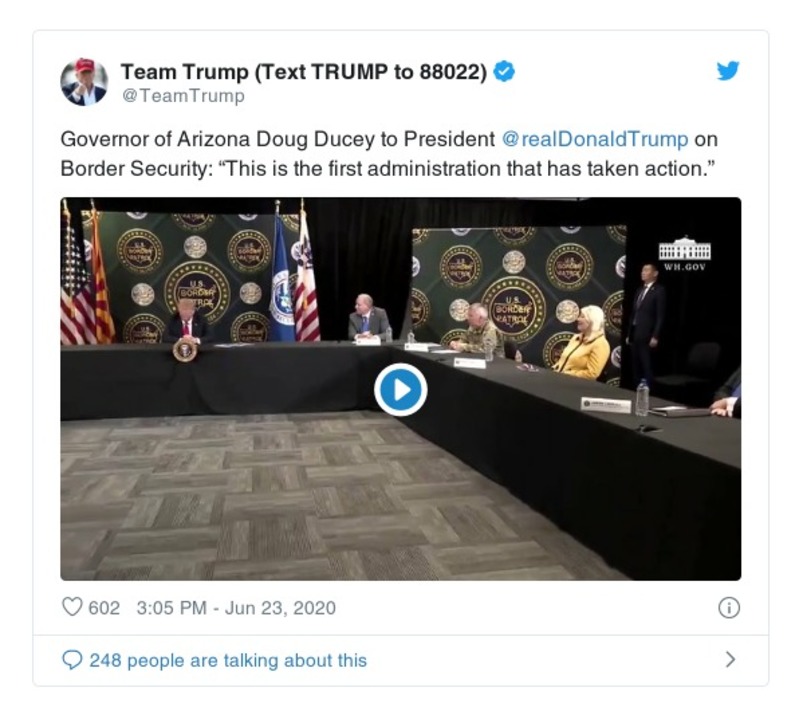 Team Trump (Text TRUMP to 88022)
@TeamTrump
Governor of Arizona Doug Ducey to President @realDonaldTrump on
Border Security: “This is the first administration that has taken action.”
U.S.
BORDER
PATROL
U.S.
BORDER
PATROL
WH.GOV
602 3:05 PM - Jun 23, 2020
248 people are talking about this